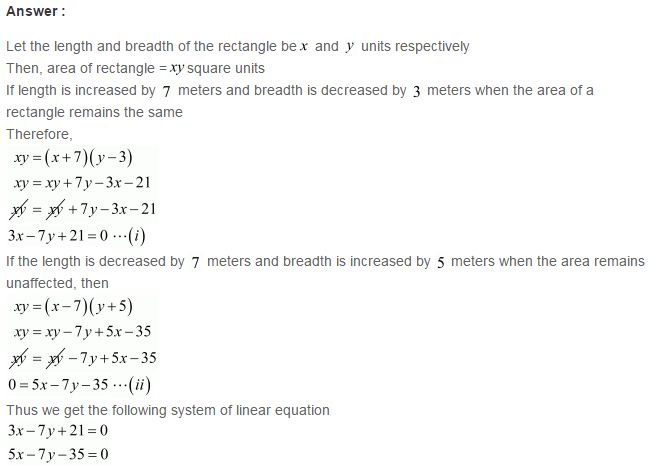 Answer :
Let the length and breadth of the rectangle be x and y units respectively
Then, area of rectangle = xy square units
If length is increased by 7 meters and breadth is decreased by 3 meters when the area of a
rectangle remains the same
Therefore,
xy = (x+7)(y−3)
xy = xy+7y−3x−21
xy = xy +7y−3x−21
3x−7y+21=0 ⋯(i)
If the length is decreased by 7 meters and breadth is increased by 5 meters when the area remains
unaffected, then
xy = (x−7)(y+5)
xy = xy−7y+5x−35
xy = xy −7y+5x−35
0=5x−7y−35 ⋯(ii)
Thus we get the following system of linear equation
3x−7y+21=0
5x−7y−35=0